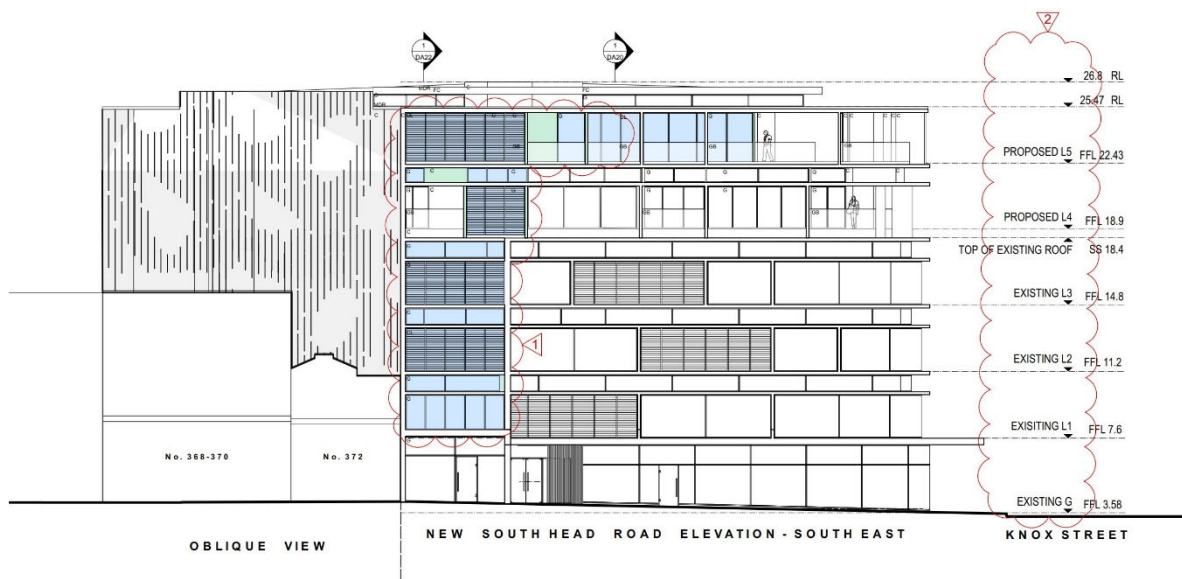 2
1
DA22
1
DA20
26.8 RL
25.47 RL
PROPOSED L5 FFL 22.43
PROPOSED L4 FFL 18.9
TOP OF EXISTING ROOF SS 18.4
EXISTING L3 FFL 14.8
EXISTING L2 FFL 11.2
1
EXISITING L1 FFL 7.6
No. 368-370
No. 372
EXISTING G FFL 3.58
OBLIQUE VIEW
NEW SOUTH HEAD ROAD ELEVATION - SOUTH EAST
KNOX STREET